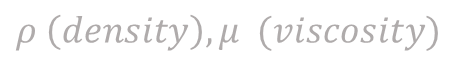 ρ (density), μ (viscosity)